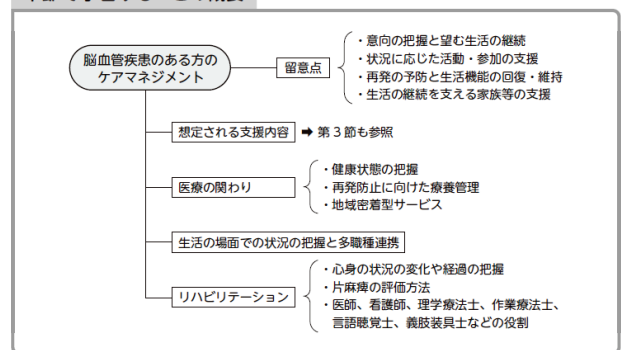 脳血管疾患のある方の
ケアマネジメント
留意点
・意向の把握と望む生活の継続
・状況に応じた活動・参加の支援
・再発の予防と生活機能の回復・維持
・生活の継続を支える家族等の支援
想定される支援内容 ➡ 第3節も参照
医療の関わり
・健康状態の把握
・再発防止に向けた療養管理
・地域密着型サービス
生活の場面での状況の把握と多職種連携
リハビリテーション
・心身の状況の変化や経過の把握
・片麻痺の評価方法
・医師、看護師、理学療法士、作業療法士、
言語聴覚士、義肢装具士などの役割